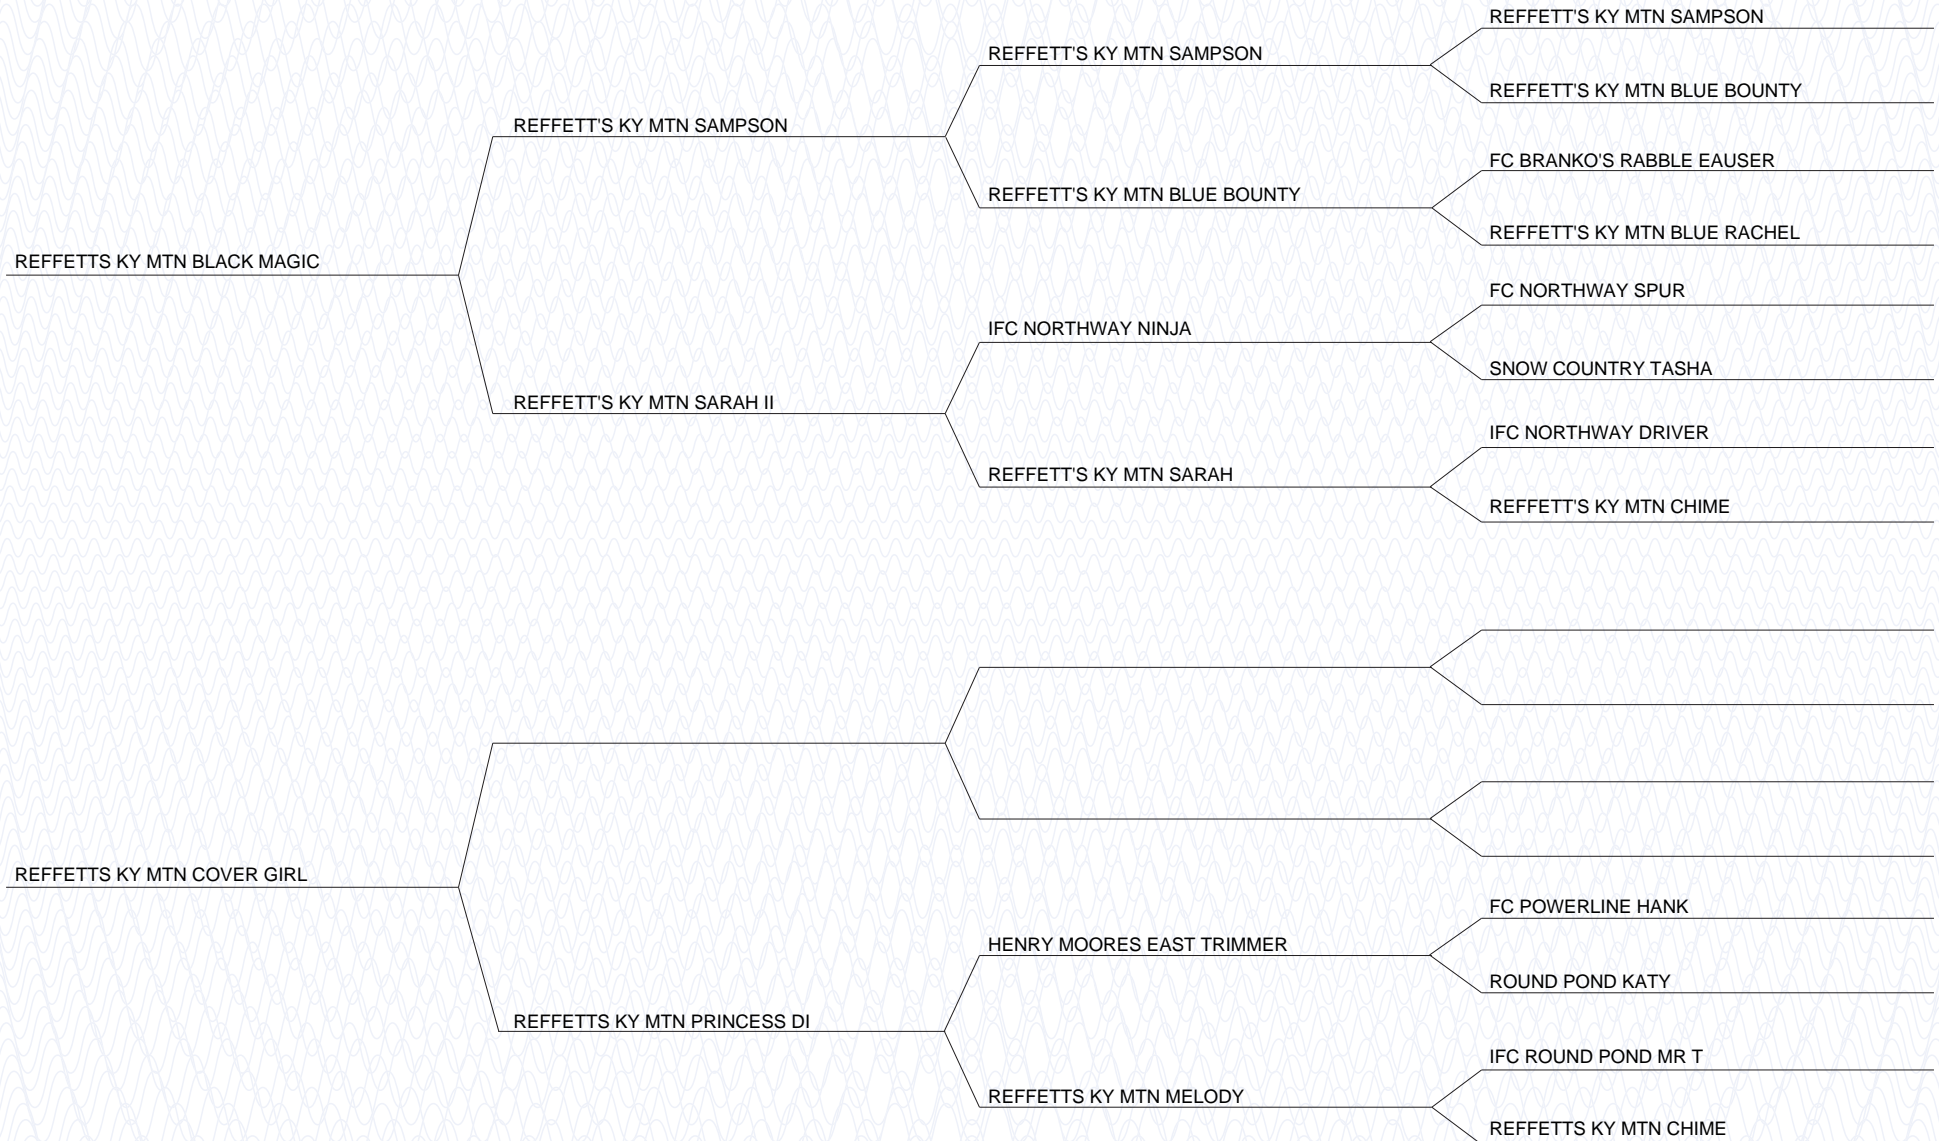 REFFETT'S KY MTN SAMPSON
REFFETT'S KY MTN SAMPSON
REFFETT'S KY MTN BLUE BOUNTY
REFFETT'S KY MTN SAMPSON
FC BRANKO'S RABBLE EAUSER
REFFETT'S KY MTN BLUE BOUNTY
REFFETT'S KY MTN BLUE RACHEL
REFFETTS KY MTN BLACK MAGIC
FC NORTHWAY SPUR
IFC NORTHWAY NINJA
SNOW COUNTRY TASHA
REFFETT'S KY MTN SARAH II
IFC NORTHWAY DRIVER
REFFETT'S KY MTN SARAH
REFFETT'S KY MTN CHIME
REFFETTS KY MTN COVER GIRL
FC POWERLINE HANK
HENRY MOORES EAST TRIMMER
ROUND POND KATY
REFFETTS KY MTN PRINCESS DI
IFC ROUND POND MR T
REFFETTS KY MTN MELODY
REFFETTS KY MTN CHIME